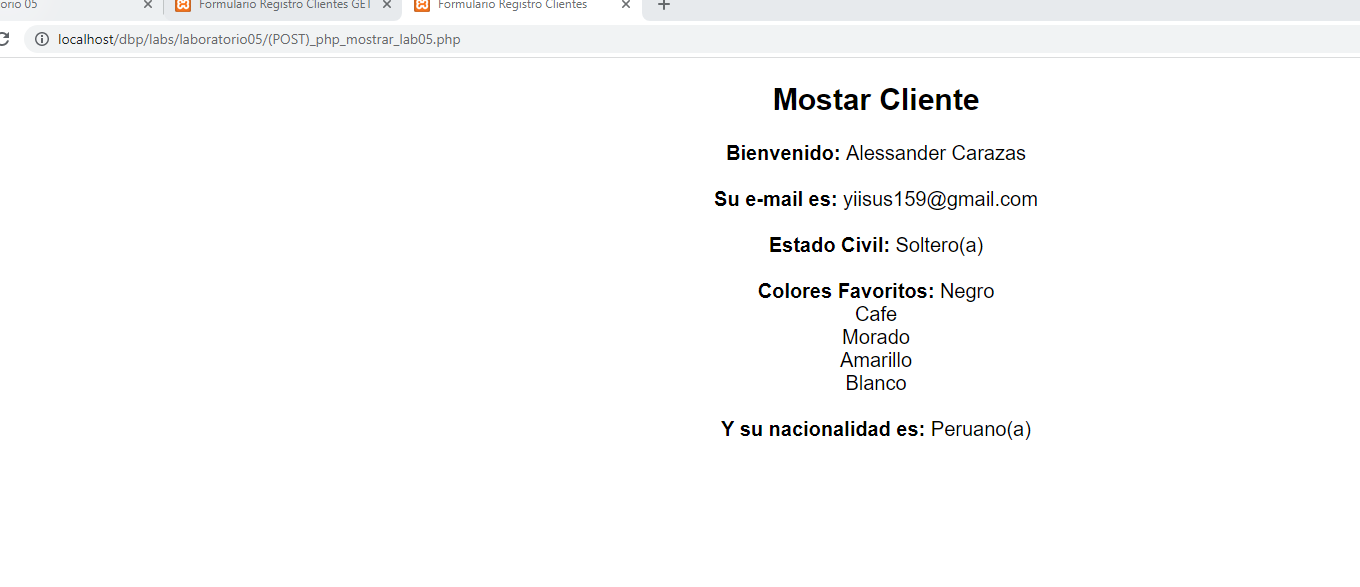 orio 05
Formulario Registro Clientes GET
Formulario Registro Clientes
localhost/dbp/labs/laboratorio05/(POST)_php_mostrar_lab05.php
Mostar Cliente
Bienvenido: Alessander Carazas
Su e-mail es: yiisus159@gmail.com
Estado Civil: Soltero(a)
Colores Favoritos: Negro
Cafe
Morado
Amarillo
Blanco
Y su nacionalidad es: Peruano(a)